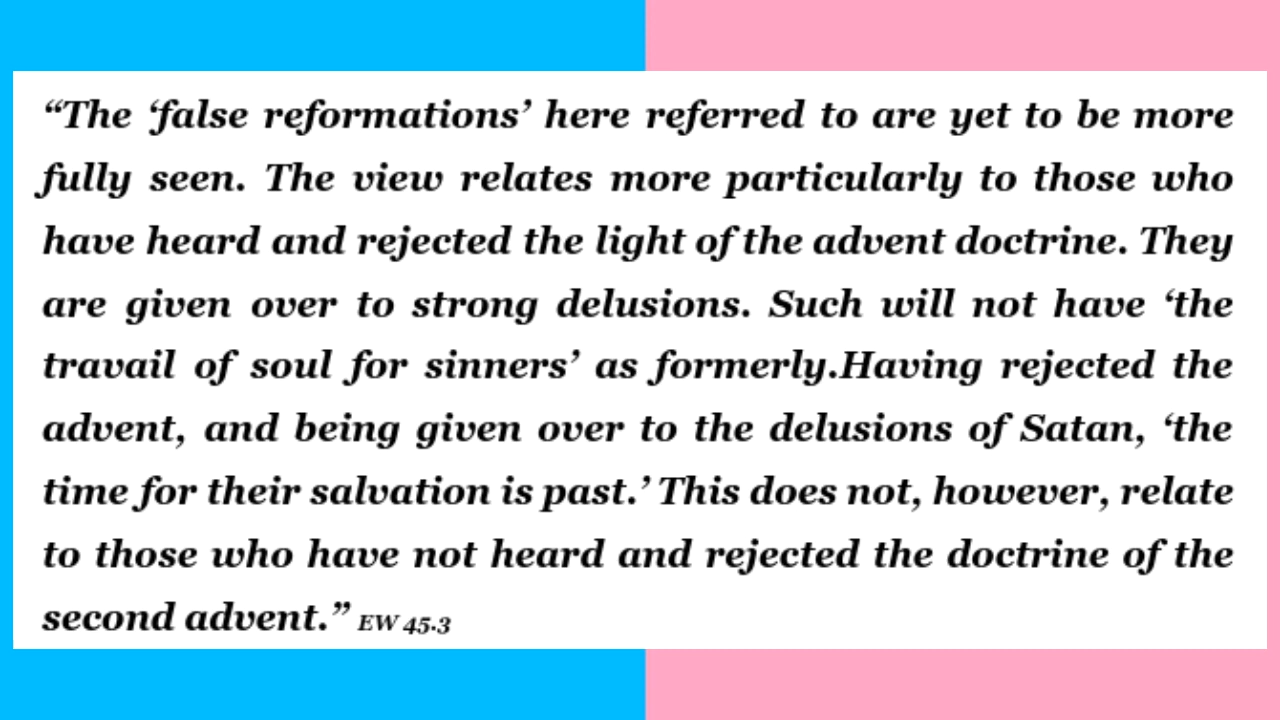 “The ‘false reformations’ here referred to are yet to be more
fully seen. The view relates more particularly to those who
have heard and rejected the light of the advent doctrine. They
are given over to strong delusions. Such will not have ‘the
travail of soul for sinners’ as formerly.Having rejected the
advent, and being given over to the delusions of Satan, ‘the
time for their salvation is past.’ This does not, however, relate
to those who have not heard and rejected the doctrine of the
second advent.” EW 45.3